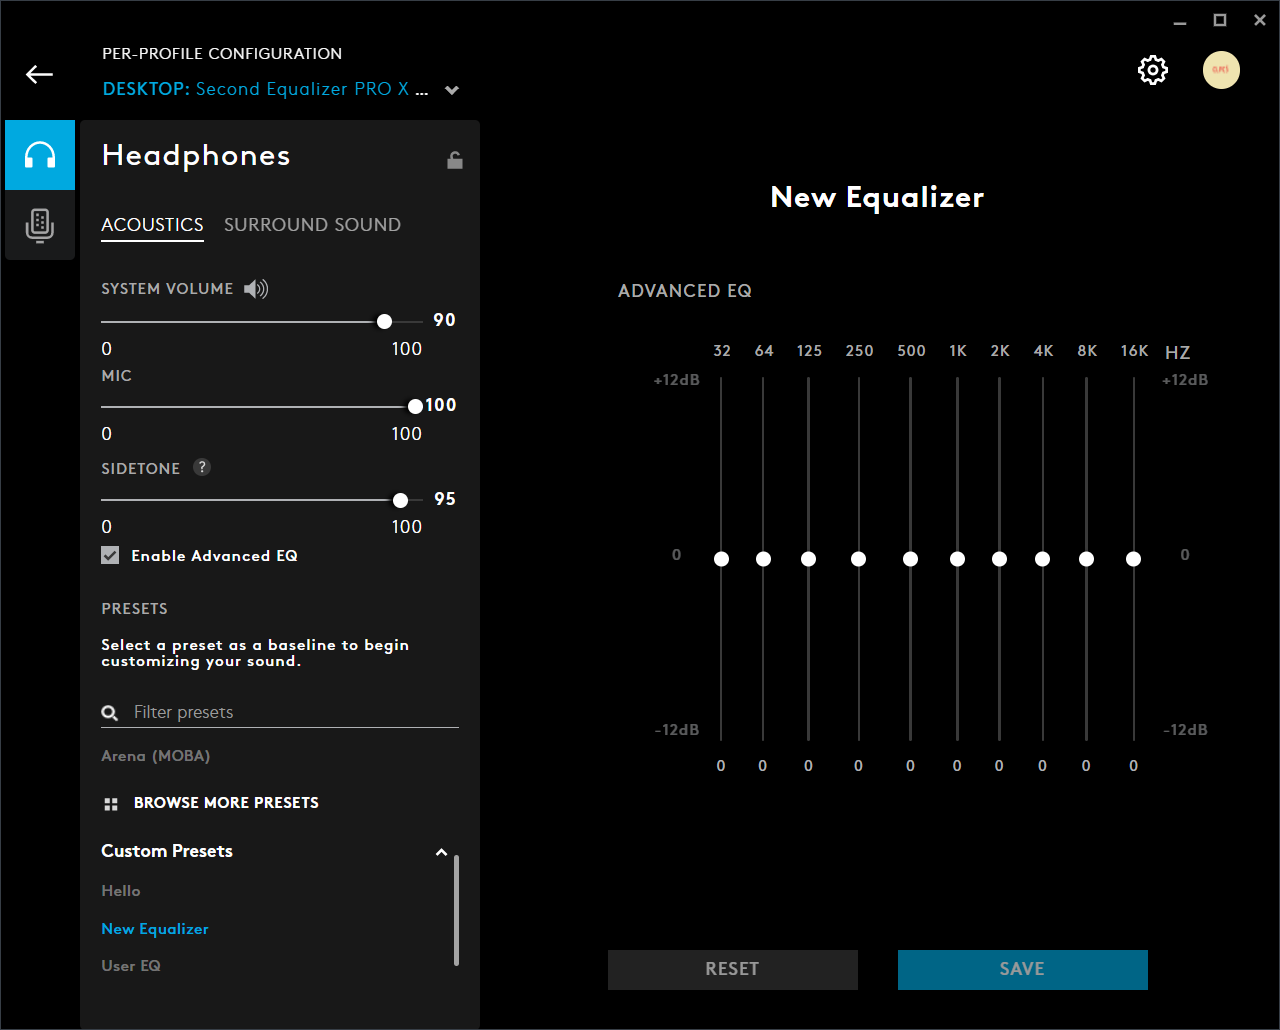 PER-PROFILE CONFIGURATION
DESKTOP: Second Equalizer PRO X ...
Headphones
ACOUSTICS SURROUND SOUND
SYSTEM VOLUME
90
0 100
MIC
100
0 100
SIDETONE ?
95
0 100
Enable Advanced EQ
PRESETS
Select a preset as a baseline to begin
customizing your sound.
Filter presets
Arena (MOBA)
BROWSE MORE PRESETS
Custom Presets
Hello
New Equalizer
User EQ
New Equalizer
ADVANCED EQ
32 64 125 250 500 1K 2K 4K 8K 16K HZ
+12dB +12dB
0 0
-12dB -12dB
0 0 0 0 0 0 0 0 0 0
RESET SAVE